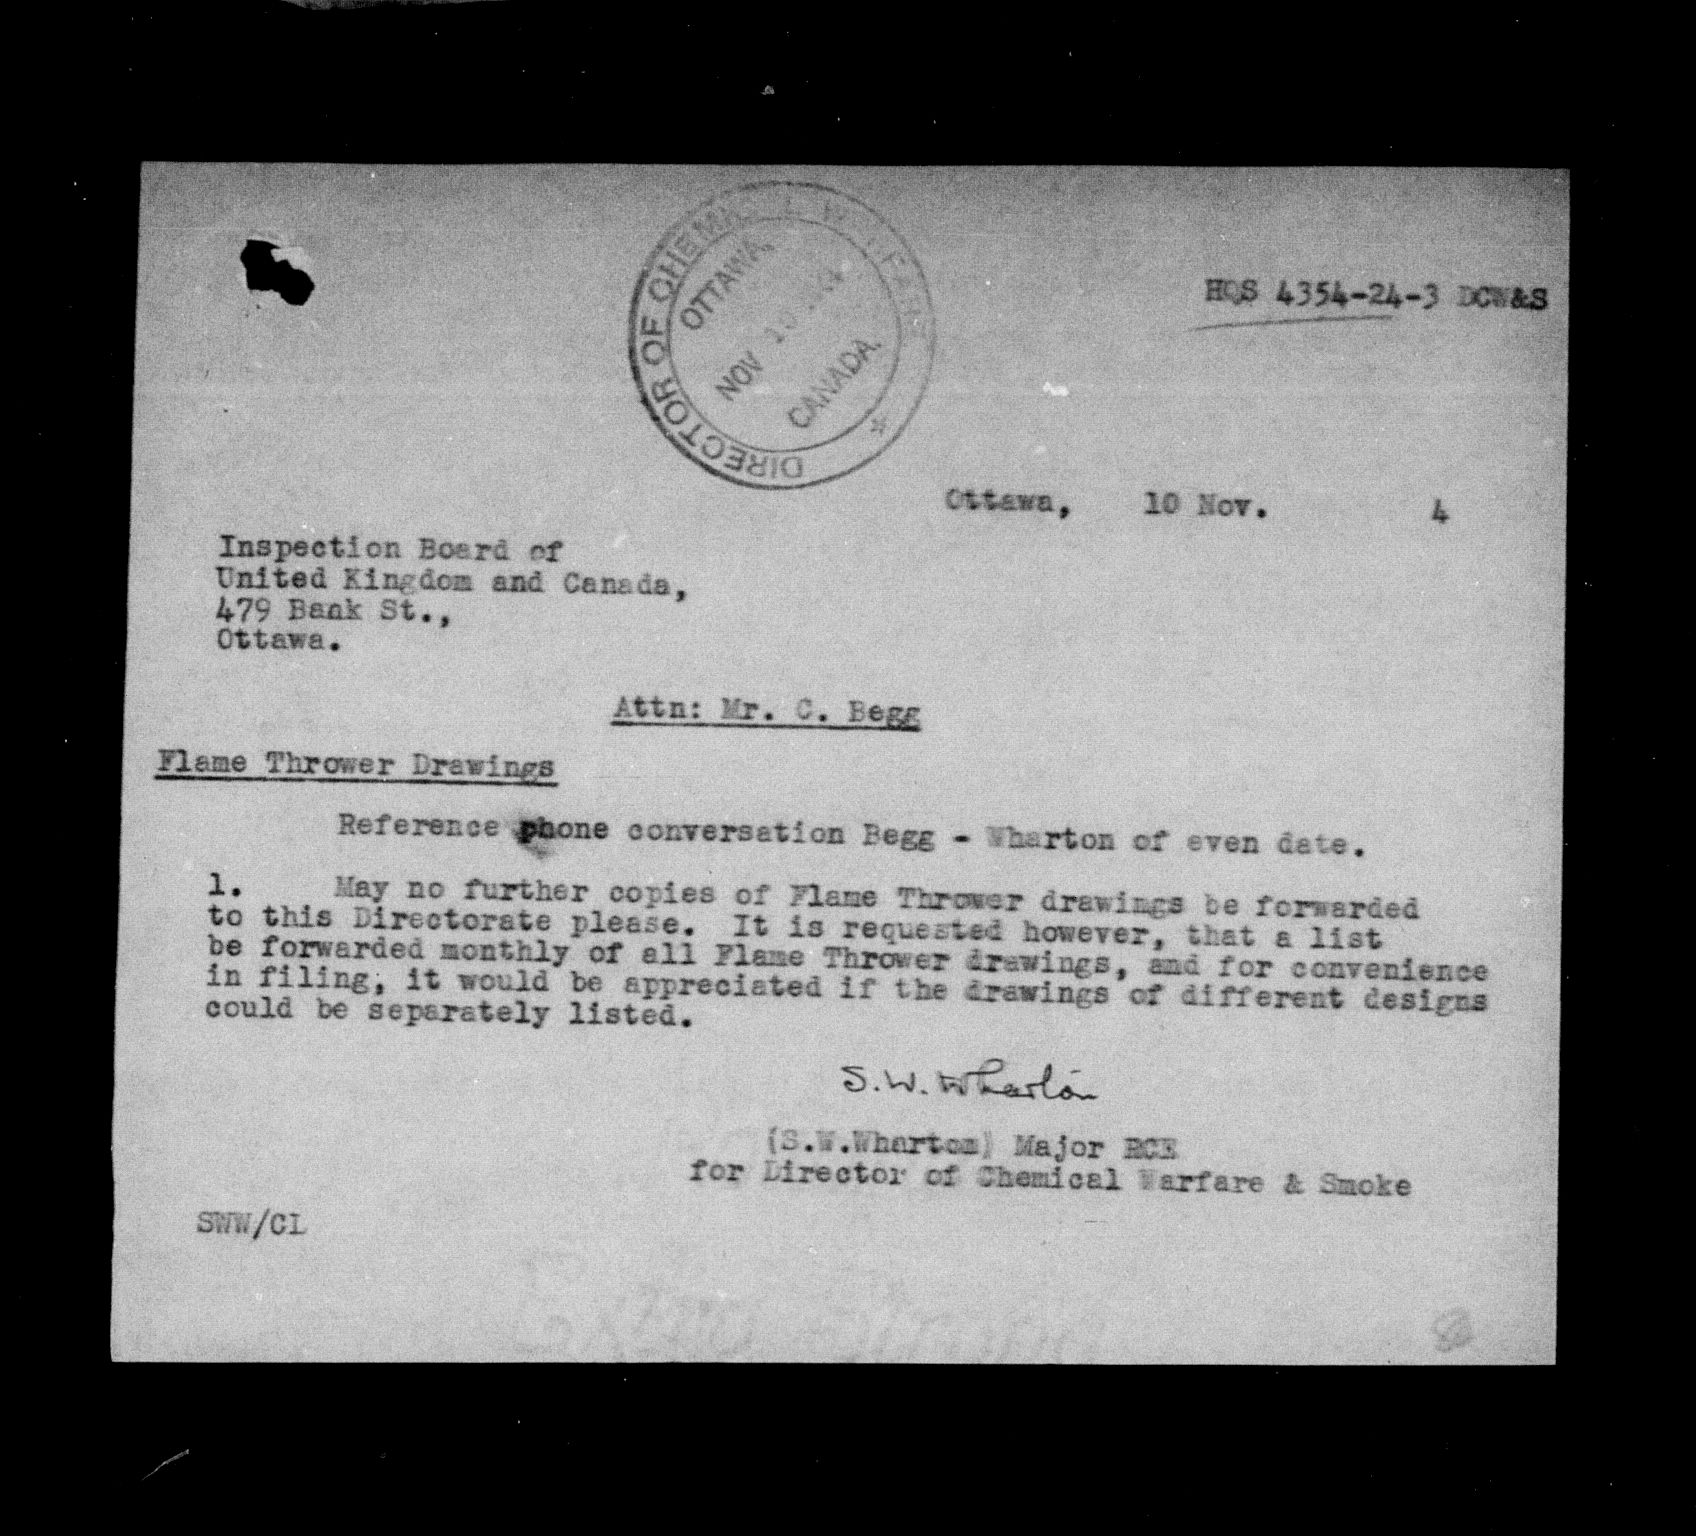 DIRECTOR OF CHEMICAL WARFARE *
OTTAWA,
NOV 10
CANADA.
HQS 4354-24-3 DCW&S
Ottawa, 10 Nov. 4
Inspection Board of
United Kingdom and Canada,
479 Bank St.,
Ottawa.
Attn: Mr. C. Begg
Flame Thrower Drawings
Reference phone conversation Begg - Wharton of even date.
1. May no further copies of Flame Thrower drawings be forwarded
to this Directorate please. It is requested however, that a list
be forwarded monthly of all Flame Thrower drawings, and for convenience
in filing, it would be appreciated if the drawings of different designs
could be separately listed.
S.W. Wharton
(S.W.Wharton) Major RCE
for Director of Chemical Warfare & Smoke
SWW/CL